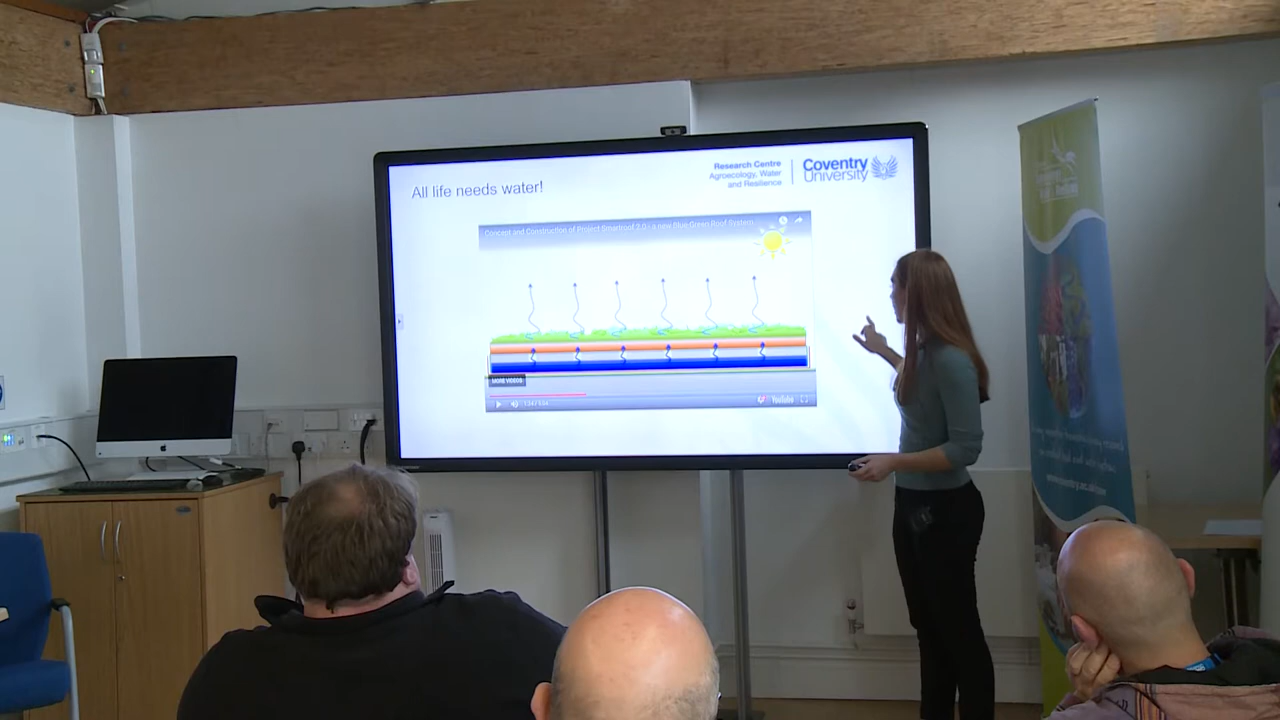 All life needs water!
Research Centre
Agroecology, Water
and Resilience
Coventry
University
Concept and Construction of Project Smartroof 2.0 - a new Blue Green Roof System
MORE VIDEOS
YouTube